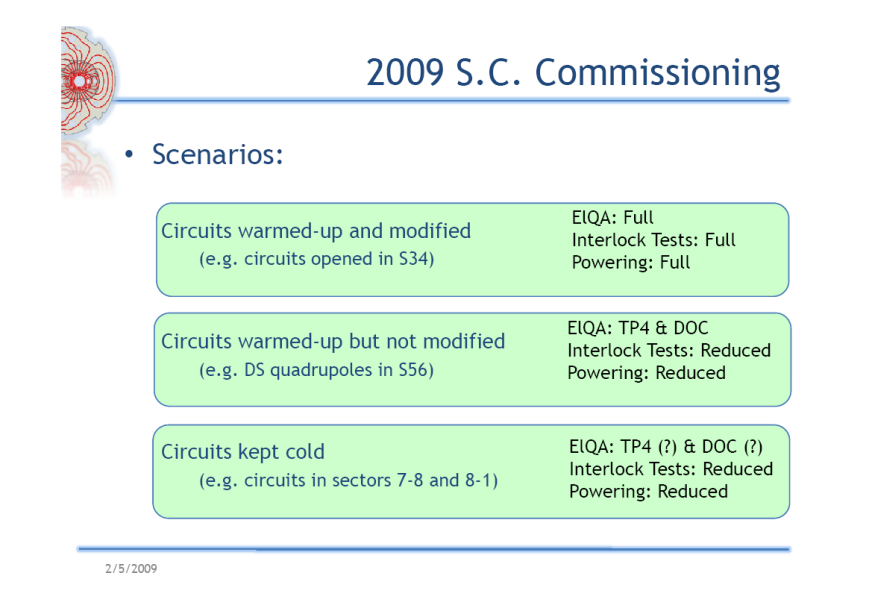 2009 S.C. Commissioning
• Scenarios:
Circuits warmed-up and modified
(e.g. circuits opened in S34)
ElQA: Full
Interlock Tests: Full
Powering: Full
Circuits warmed-up but not modified
(e.g. DS quadrupoles in S56)
ElQA: TP4 & DOC
Interlock Tests: Reduced
Powering: Reduced
Circuits kept cold
(e.g. circuits in sectors 7-8 and 8-1)
ElQA: TP4 (?) & DOC (?)
Interlock Tests: Reduced
Powering: Reduced
2/5/2009